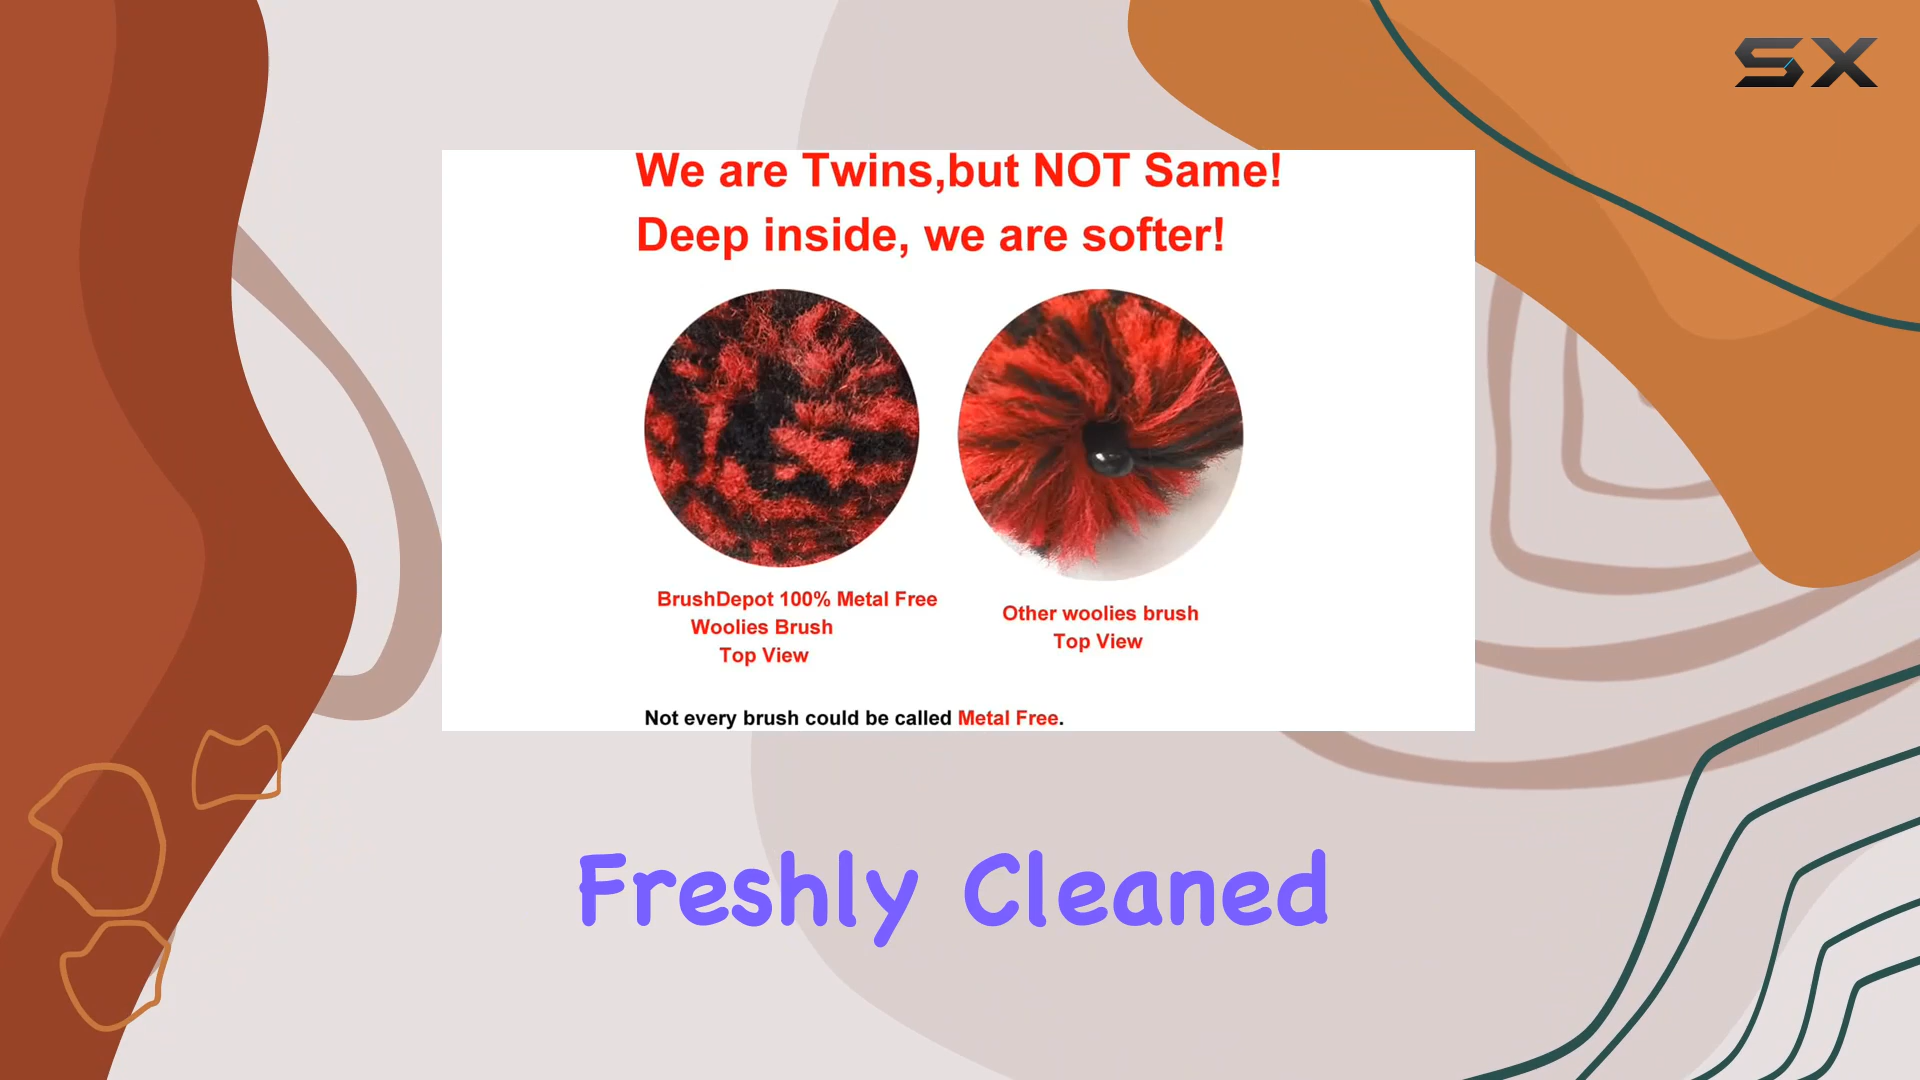 SX
We are Twins,but NOT Same!
Deep inside, we are softer!
BrushDepot 100% Metal Free
Woolies Brush
Top View
Other woolies brush
Top View
Not every brush could be called Metal Free.
Freshly Cleaned